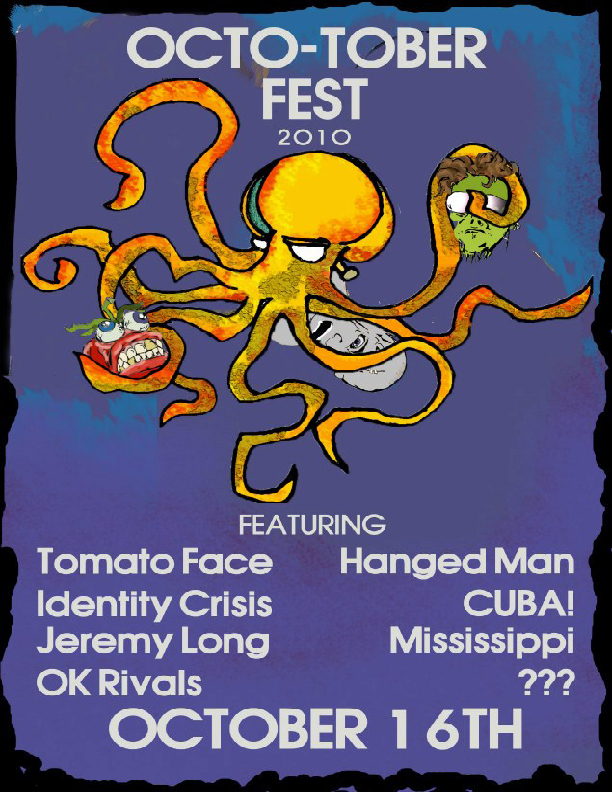 OCTO-TOBER
FEST
2010
FEATURING
Tomato Face
Hanged Man
Identity Crisis
CUBA!
Jeremy Long
Mississippi
OK Rivals
???
OCTOBER 16TH